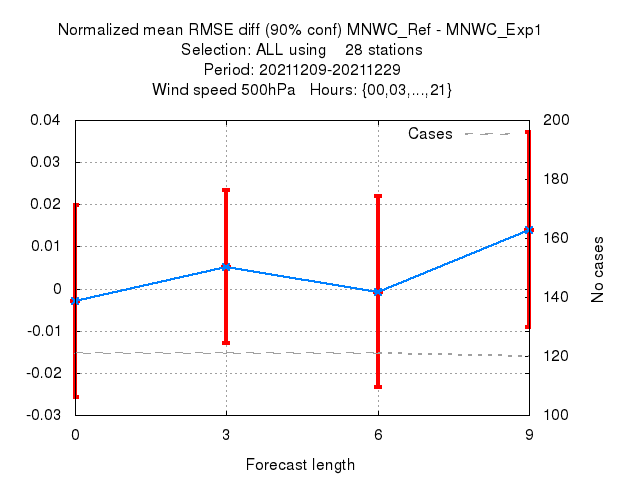 Normalized mean RMSE diff (90% conf) MNWC_Ref - MNWC_Exp1
Selection: ALL using 28 stations
Period: 20211209-20211229
Wind speed 500hPa Hours: {00,03,...,21}
Cases
0.04
0.03
0.02
0.01
0
-0.01
-0.02
-0.03
200
180
160
140
120
100
No cases
0 3 6 9
Forecast length